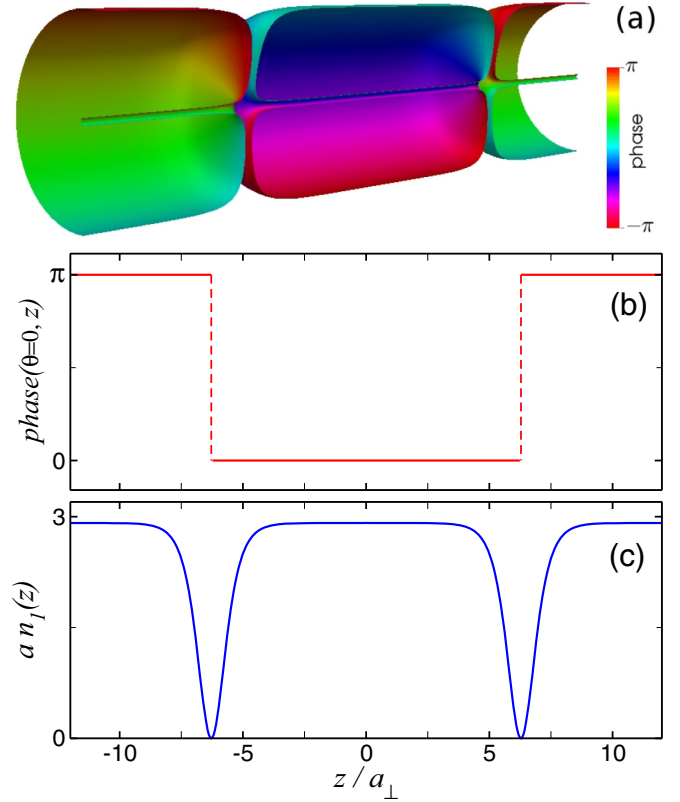 (a)
π
phase
−π
π
phase(θ=0, z)
0
(b)
3
a n₁(z)
0
(c)
-10 -5 0 5 10
z / a⊥